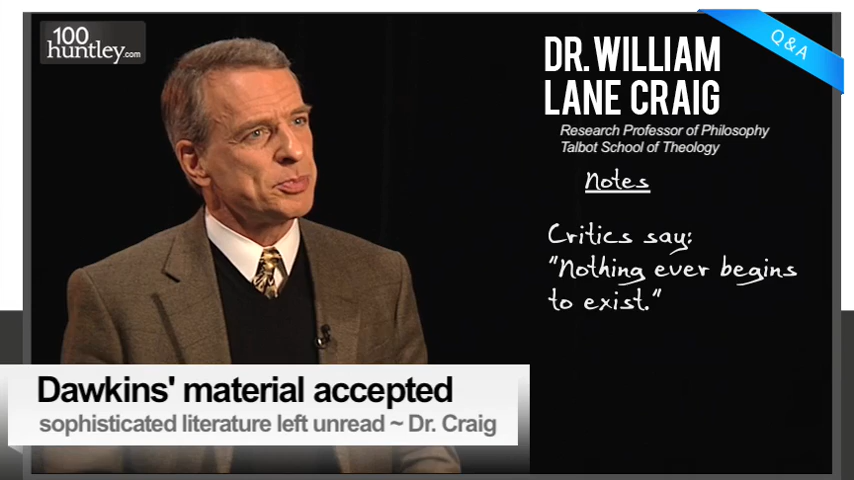 100
huntley.com
Q&A
DR. WILLIAM
LANE CRAIG
Research Professor of Philosophy
Talbot School of Theology
Notes
Critics say:
"Nothing ever begins
to exist."
Dawkins' material accepted
sophisticated literature left unread ~ Dr. Craig